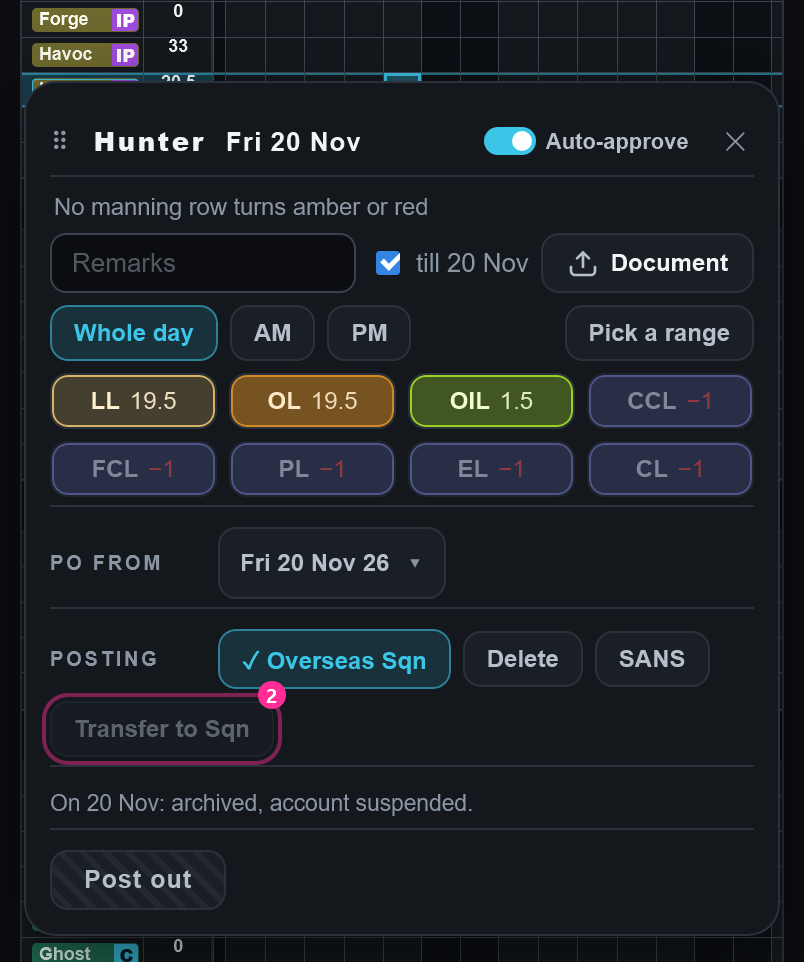 Forge IP 0
Havoc IP 33
20.5
Hunter Fri 20 Nov Auto-approve
No manning row turns amber or red
Remarks till 20 Nov Document
Whole day AM PM Pick a range
LL 19.5 OL 19.5 OIL 1.5 CCL −1
FCL −1 PL −1 EL −1 CL −1
PO FROM Fri 20 Nov 26 ▼
POSTING ✓ Overseas Sqn Delete SANS
2
Transfer to Sqn
On 20 Nov: archived, account suspended.
Post out
Ghost C 0